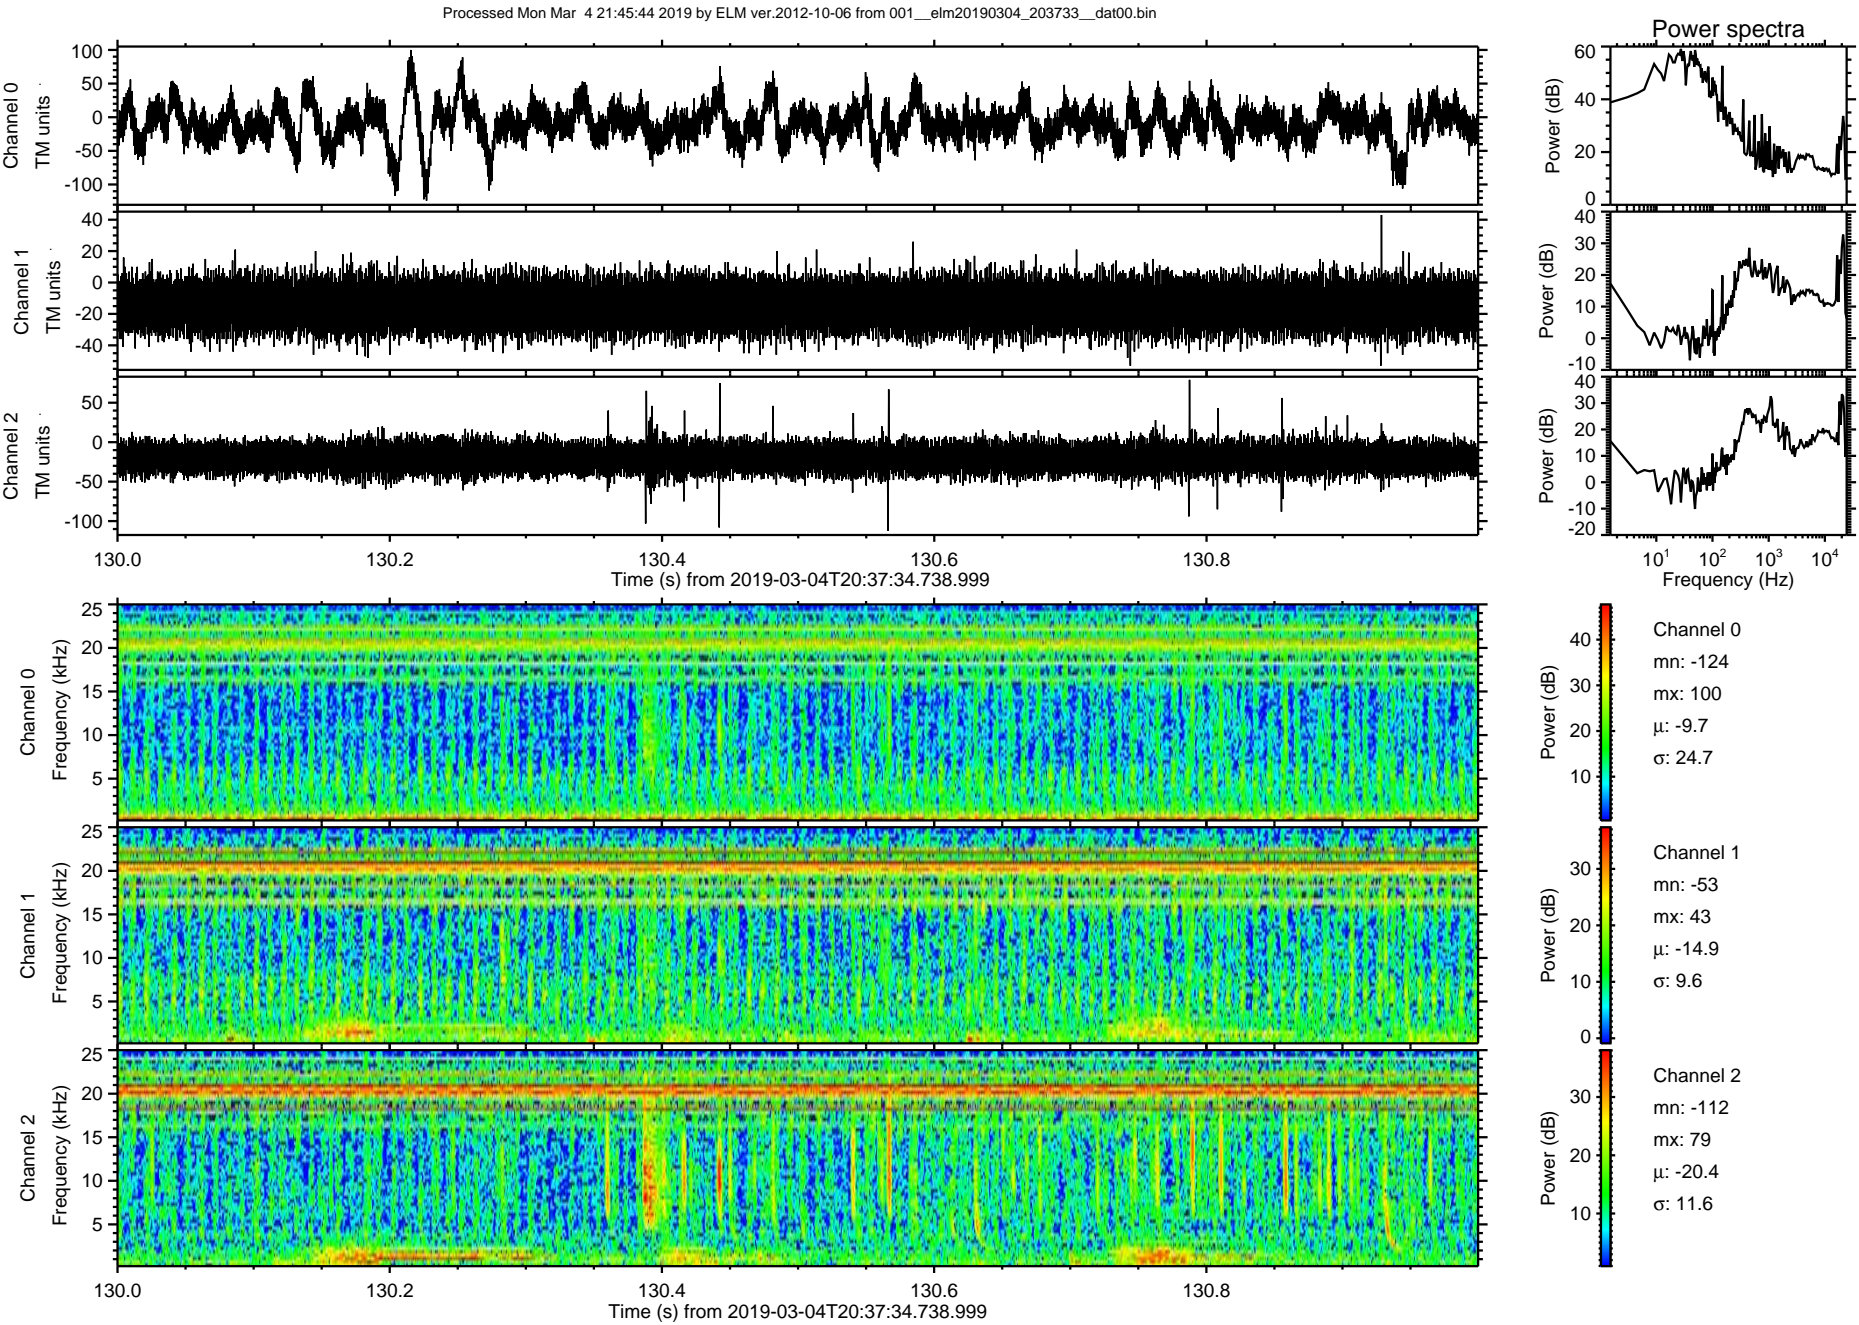 Processed Mon Mar  4 21:45:44 2019 by ELM ver.2012-10-06 from 001__elm20190304_203733__dat00.bin
Power spectra
Channel 0
TM units
100
50
0
-50
-100
Power (dB)
60
40
20
0
Channel 1
TM units
40
20
0
-20
-40
Power (dB)
40
30
20
10
0
-10
Channel 2
TM units
50
0
-50
-100
Power (dB)
40
30
20
10
0
-10
-20
130.0 130.2 130.4 130.6 130.8
Time (s) from 2019-03-04T20:37:34.738.999
10^1 10^2 10^3 10^4
Frequency (Hz)
Channel 0
Frequency (kHz)
25
20
15
10
5
Power (dB)
40
30
20
10
Channel 0
mn: -124
mx: 100
μ: -9.7
σ: 24.7
Channel 1
Frequency (kHz)
25
20
15
10
5
Power (dB)
30
20
10
0
Channel 1
mn: -53
mx: 43
μ: -14.9
σ: 9.6
Channel 2
Frequency (kHz)
25
20
15
10
5
Power (dB)
30
20
10
Channel 2
mn: -112
mx: 79
μ: -20.4
σ: 11.6
130.0 130.2 130.4 130.6 130.8
Time (s) from 2019-03-04T20:37:34.738.999